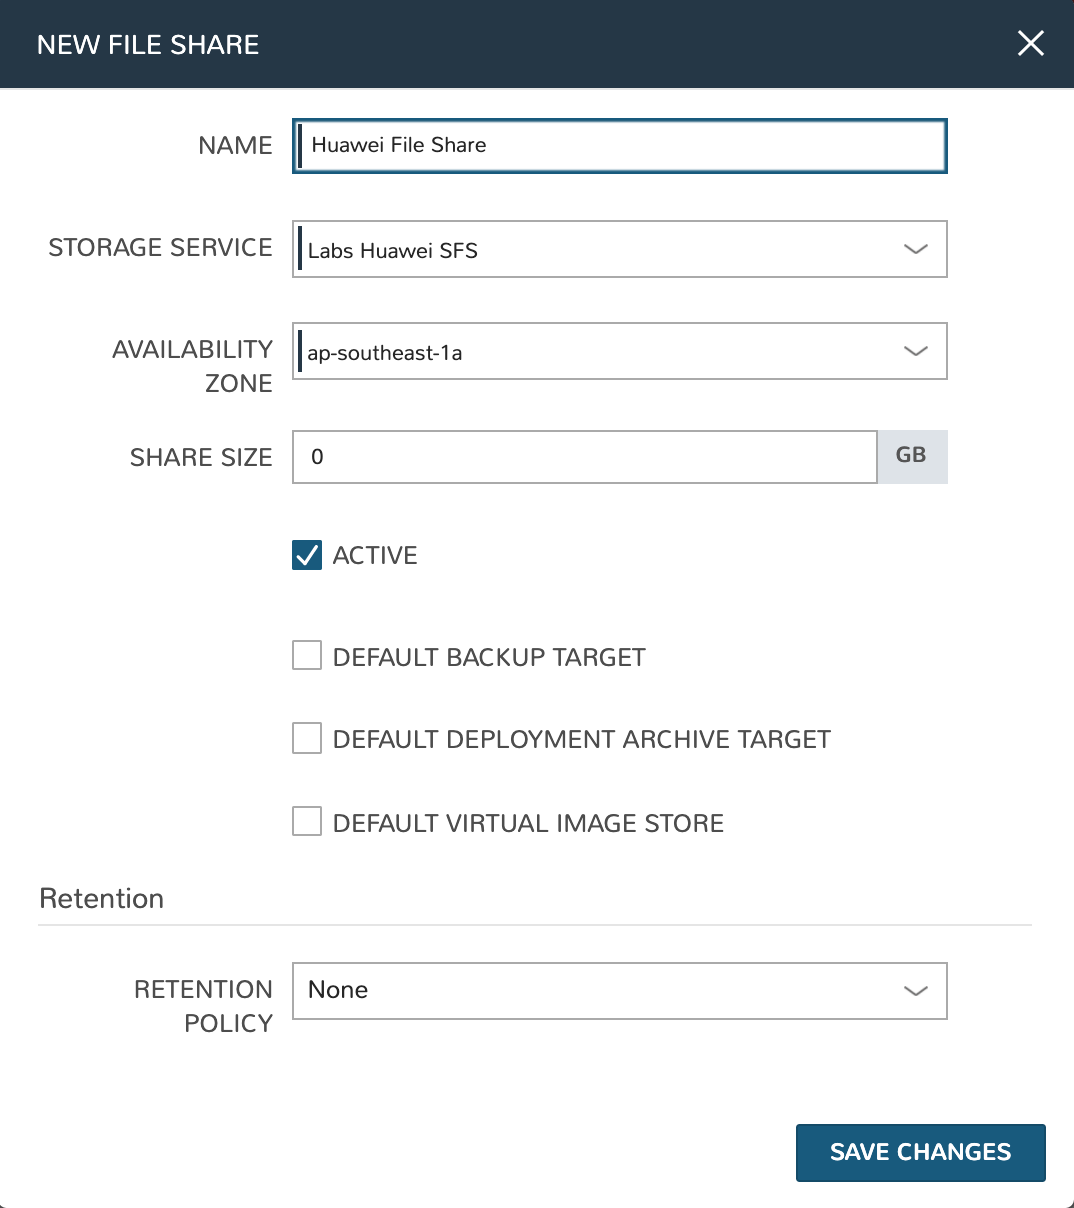 NEW FILE SHARE
NAME
Huawei File Share
STORAGE SERVICE
Labs Huawei SFS
AVAILABILITY
ZONE
ap-southeast-1a
SHARE SIZE
0
GB
ACTIVE
DEFAULT BACKUP TARGET
DEFAULT DEPLOYMENT ARCHIVE TARGET
DEFAULT VIRTUAL IMAGE STORE
Retention
RETENTION
POLICY
None
SAVE CHANGES